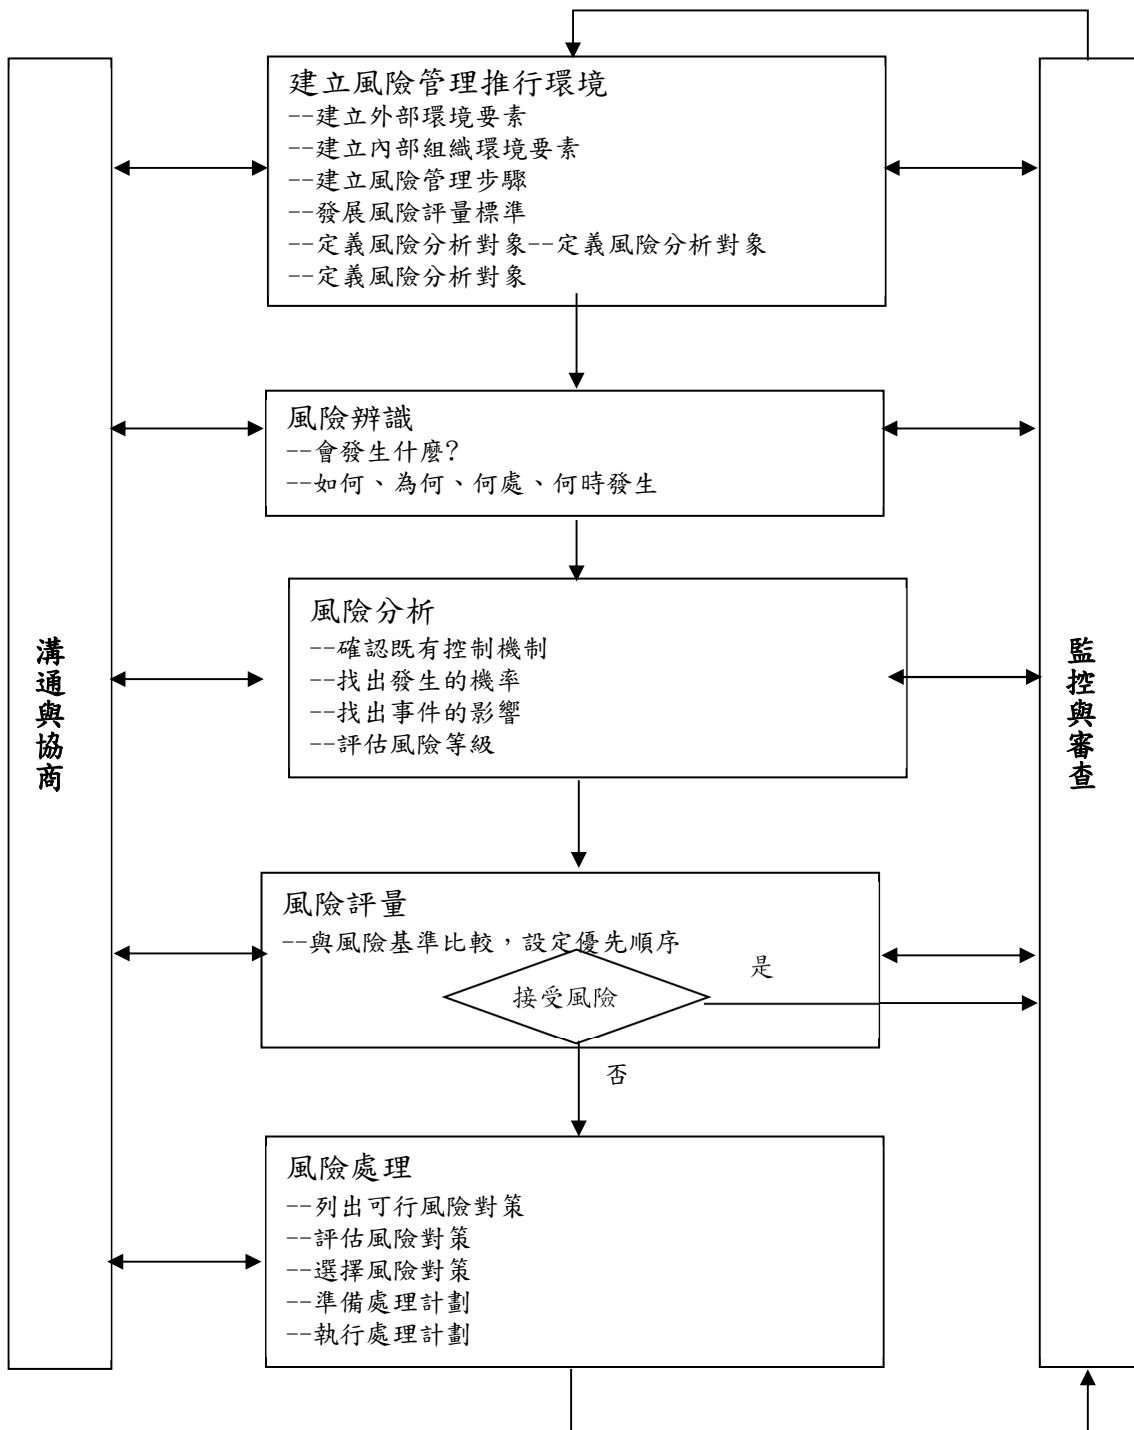 建立風險管理推行環境
--建立外部環境要素
--建立內部組織環境要素
--建立風險管理步驟
--發展風險評量標準
--定義風險分析對象--定義風險分析對象
--定義風險分析對象
風險辨識
--會發生什麼?
--如何、為何、何處、何時發生
溝通與協商
風險分析
--確認既有控制機制
--找出發生的機率
--找出事件的影響
--評估風險等級
監控與審查
風險評量
--與風險基準比較，設定優先順序
是
接受風險
否
風險處理
--列出可行風險對策
--評估風險對策
--選擇風險對策
--準備處理計劃
--執行處理計劃